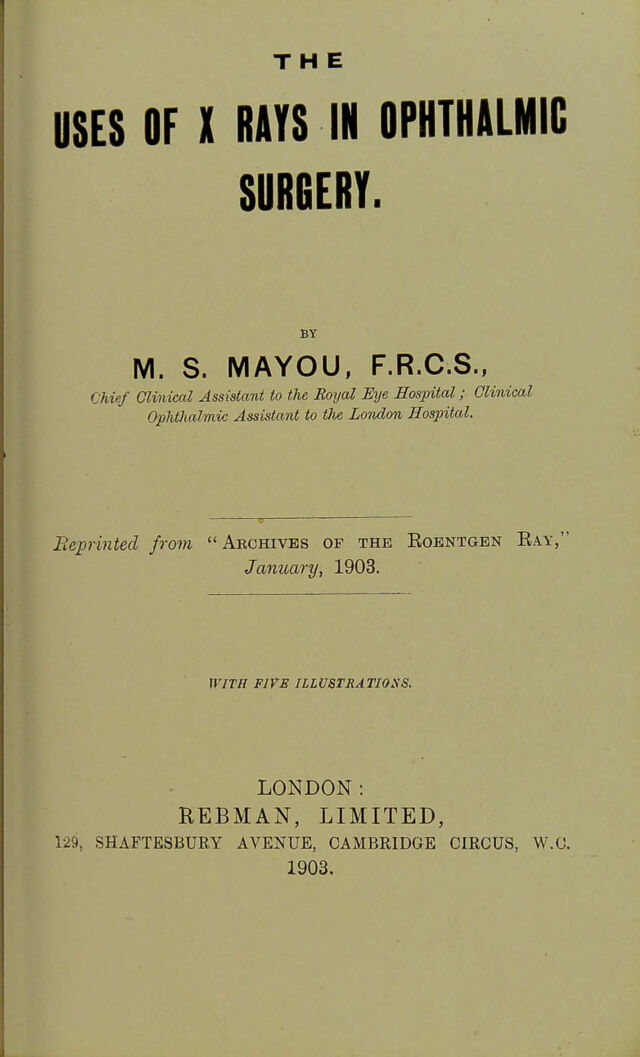 THE
USES OF X RAYS IN OPHTHALMIC
SURGERY.
BY
M. S. MAYOU, F.R.C.S.,
Chief Clinical Assistant to the Royal Eye Hospital; Clinical
Ophthalmic Assistant to the London Hospital.
Reprinted from “Archives of the Roentgen Ray,”
January, 1903.
WITH FIVE ILLUSTRATIONS.
LONDON:
REBMAN, LIMITED,
129, SHAFTESBURY AVENUE, CAMBRIDGE CIRCUS, W.C.
1903.